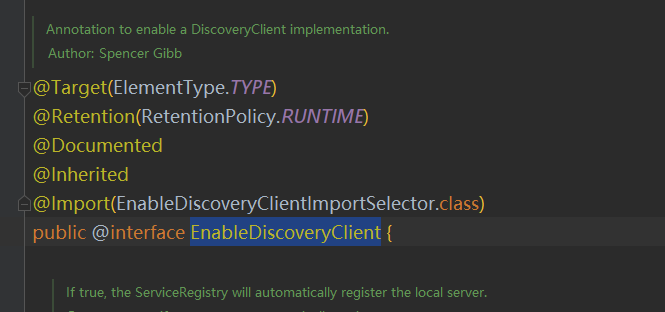 Annotation to enable a DiscoveryClient implementation.
Author: Spencer Gibb
@Target(ElementType.TYPE)
@Retention(RetentionPolicy.RUNTIME)
@Documented
@Inherited
@Import(EnableDiscoveryClientImportSelector.class)
public @interface EnableDiscoveryClient {
If true, the ServiceRegistry will automatically register the local server.